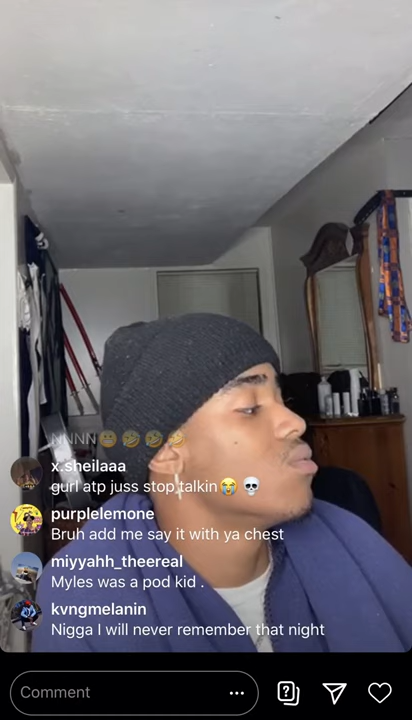 NNNN😬🤣🤣🤣
x.sheilaaa
gurl atp juss stop talkin😭 💀
purplelemone
Bruh add me say it with ya chest
miyyahh_theereal
Myles was a pod kid .
kvngmelanin
Nigga I will never remember that night
Comment